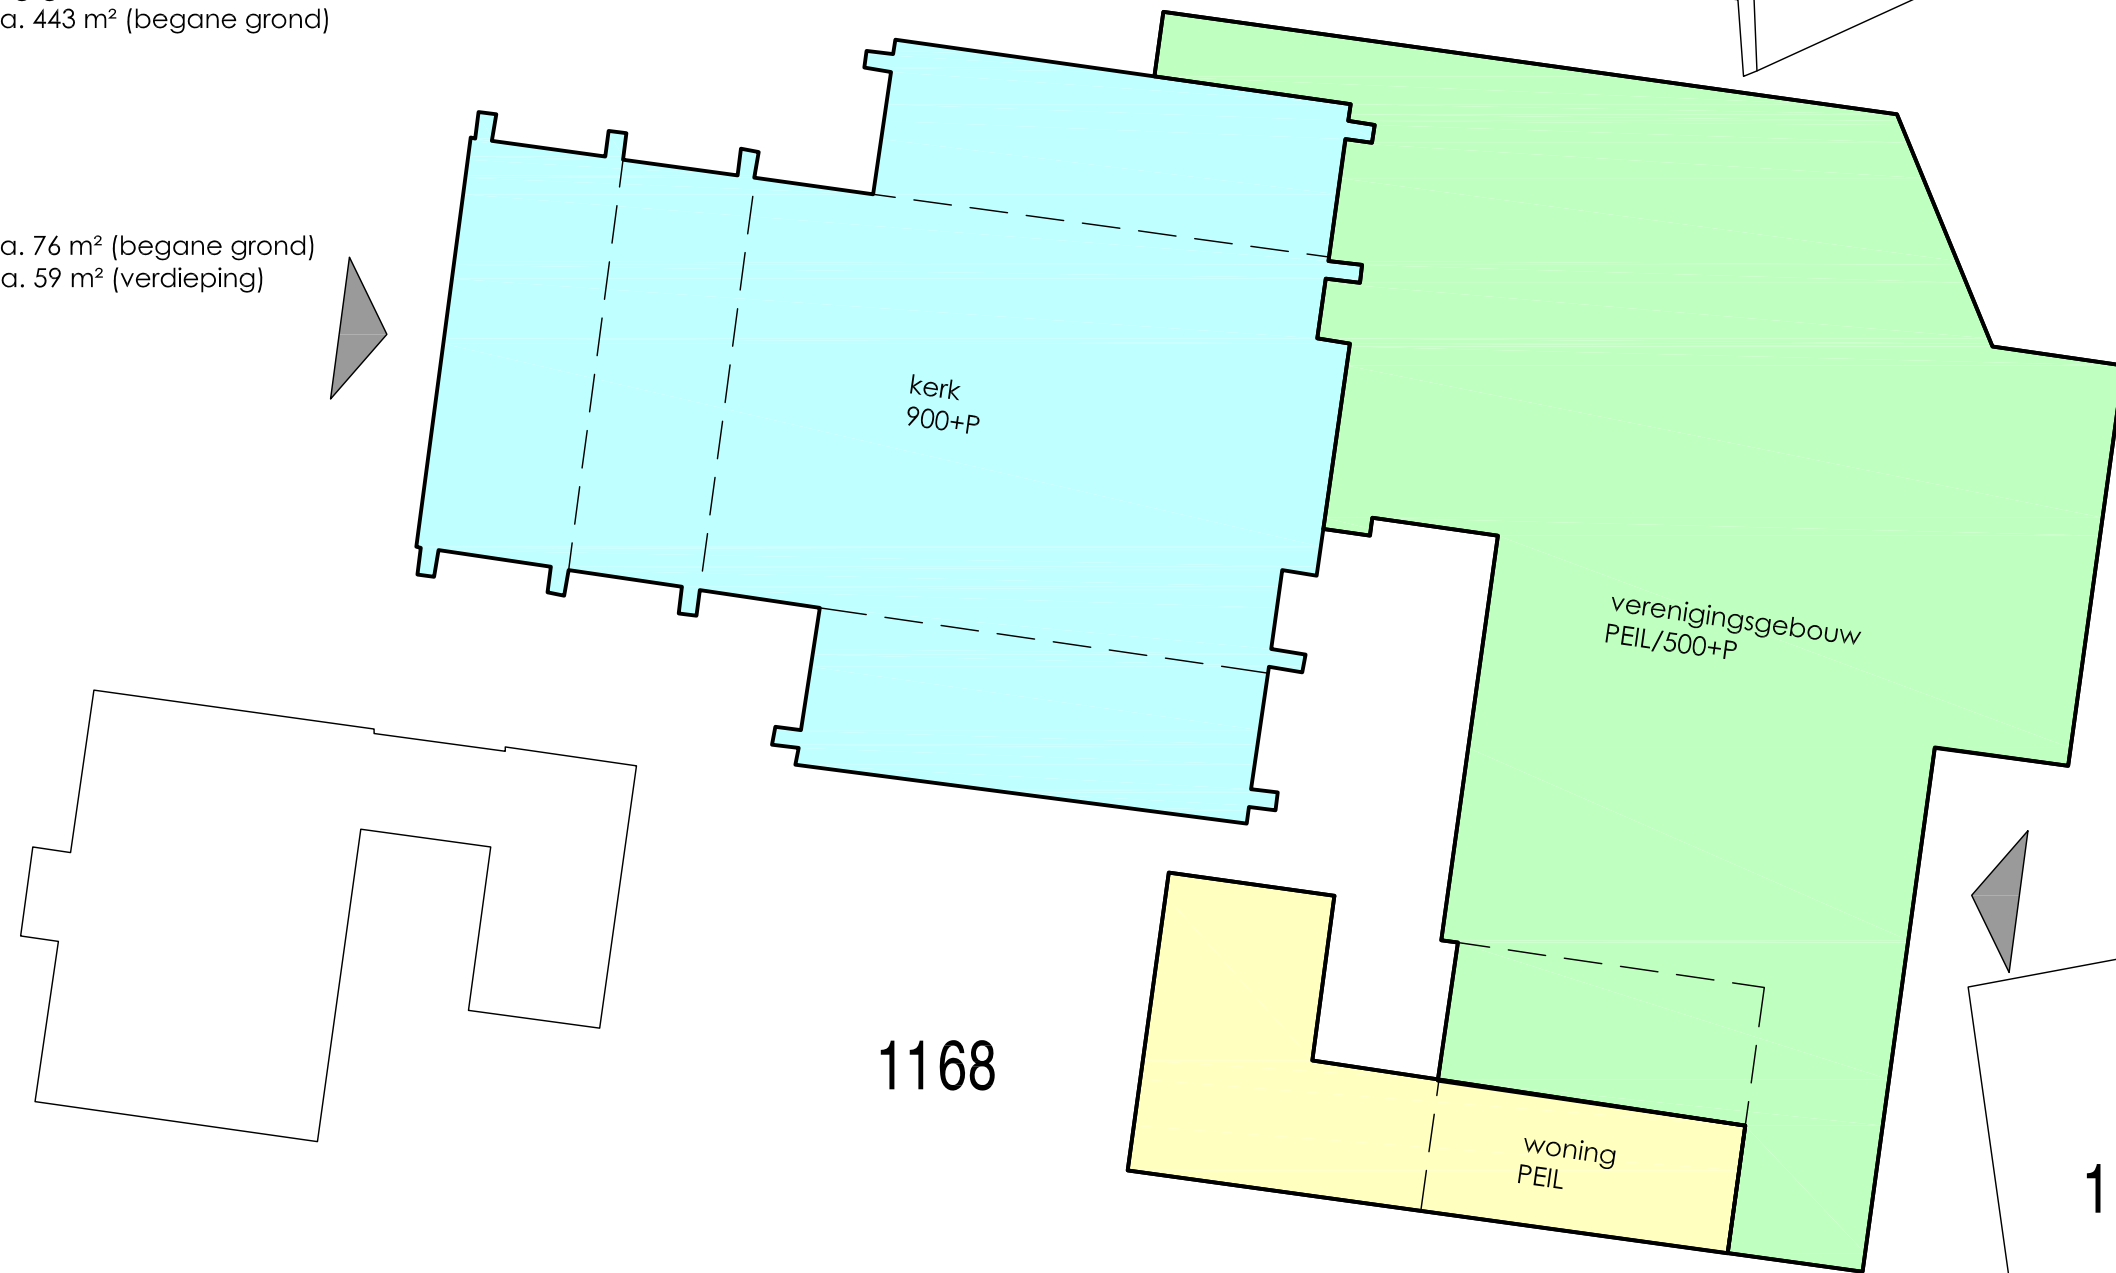 a. 443 m² (begane grond)
a. 76 m² (begane grond)
a. 59 m² (verdieping)
kerk
900+P
verenigingsgebouw
PEIL/500+P
1168
woning
PEIL
1